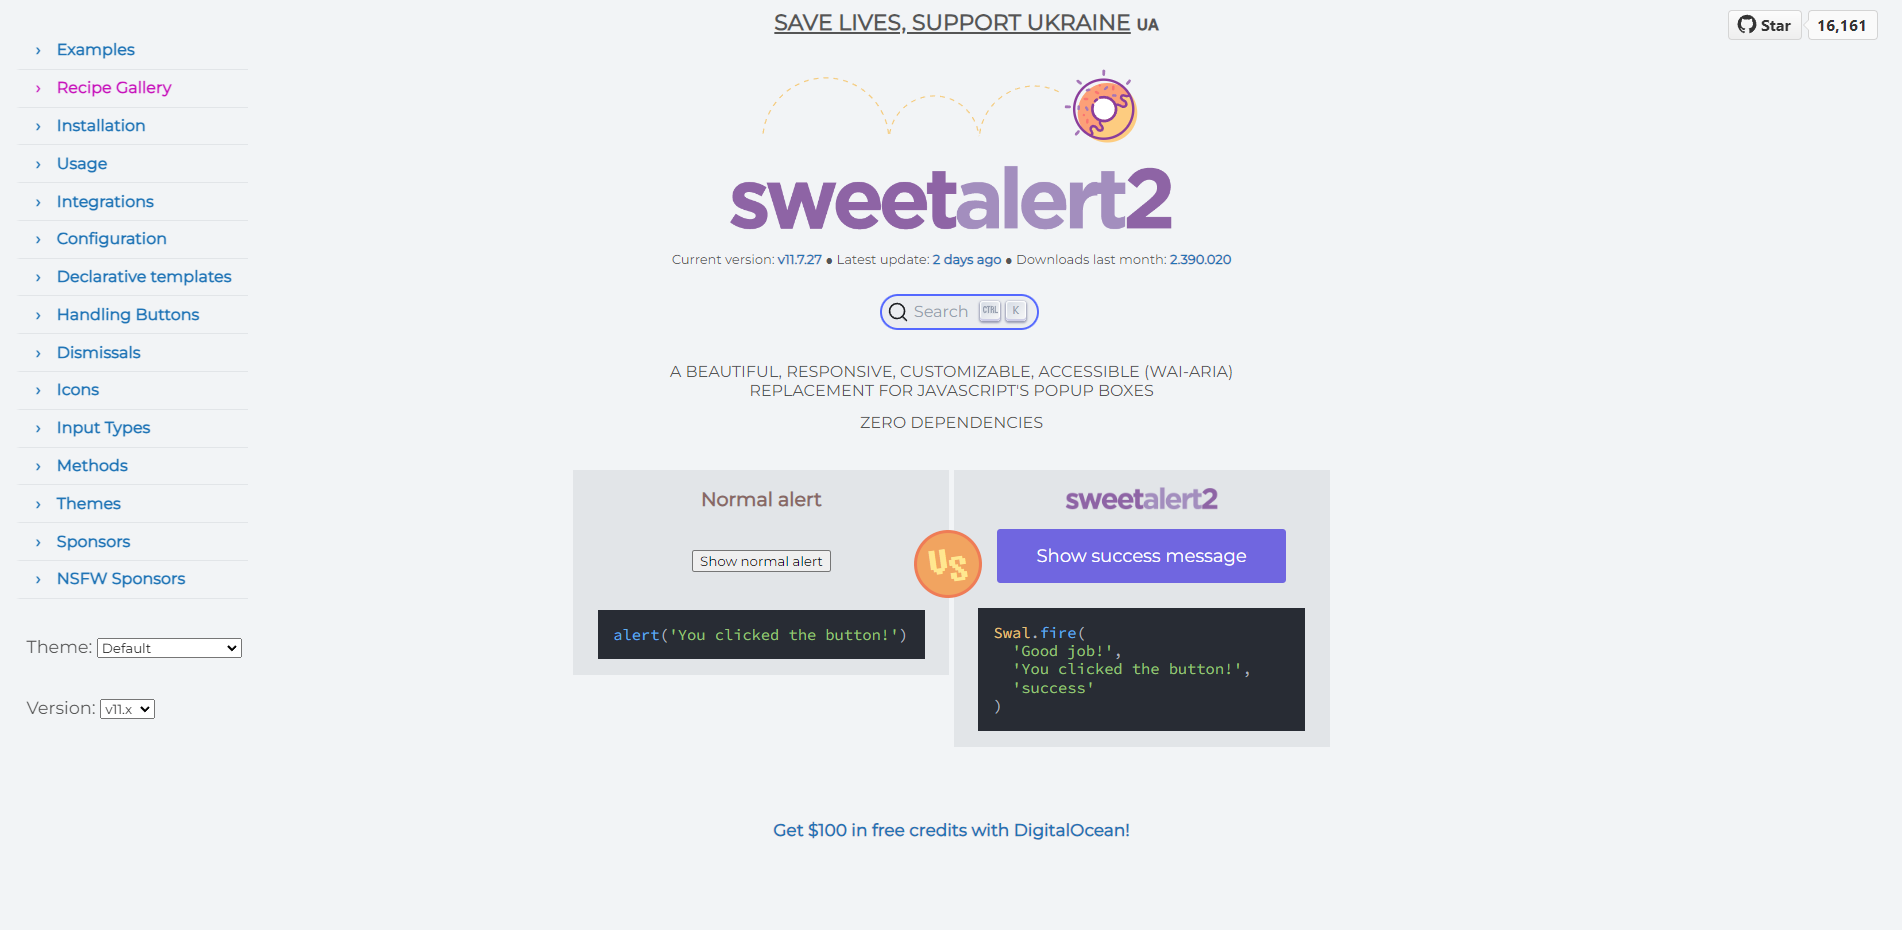 SAVE LIVES, SUPPORT UKRAINE UA
Star 16,161
› Examples
› Recipe Gallery
› Installation
› Usage
› Integrations
› Configuration
› Declarative templates
› Handling Buttons
› Dismissals
› Icons
› Input Types
› Methods
› Themes
› Sponsors
› NSFW Sponsors
Theme: Default
Version: v11.x
sweetalert2
Current version: v11.7.27 ● Latest update: 2 days ago ● Downloads last month: 2.390.020
Search CTRL K
A BEAUTIFUL, RESPONSIVE, CUSTOMIZABLE, ACCESSIBLE (WAI-ARIA)
REPLACEMENT FOR JAVASCRIPT'S POPUP BOXES
ZERO DEPENDENCIES
Normal alert
Show normal alert
alert('You clicked the button!')
VS
sweetalert2
Show success message
Swal.fire(
'Good job!',
'You clicked the button!',
'success'
)
Get $100 in free credits with DigitalOcean!